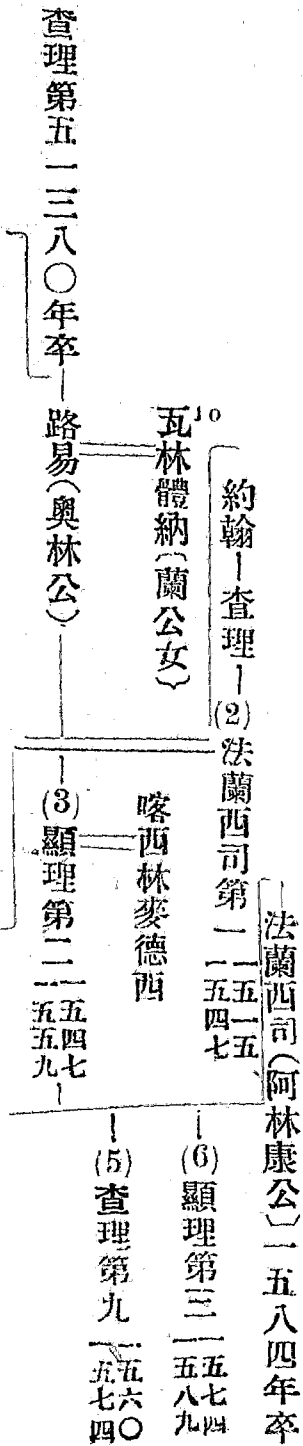 法蘭西司(阿林康公)一五八四年卒
約翰—查理—(2)法蘭西司第一 一五一五、一五四七
(6)顯理第三 一五七四 一五八九
10
瓦林體納(蘭公女)
喀西林麥德西
(5)查理第九 一五六〇 一五七四
查理第五一三八〇年卒—路易(奧林公)
(3)顯理第二 一五四七 一五五九